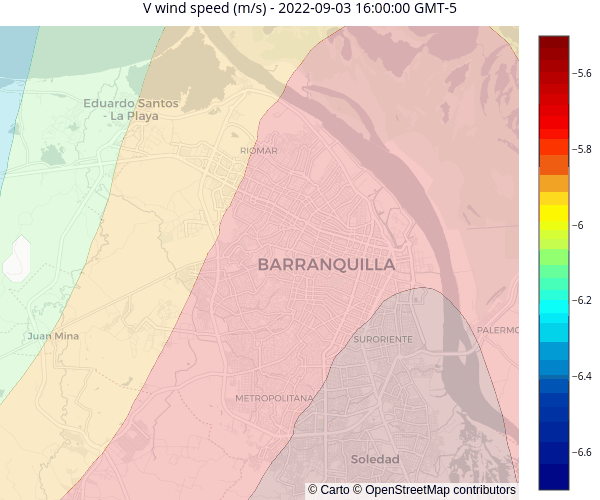 V wind speed (m/s) - 2022-09-03 16:00:00 GMT-5
Eduardo Santos
- La Playa
RIOMAR
BARRANQUILLA
Juan Mina
SURORIENTE
PALERMO
METROPOLITANA
Soledad
© Carto © OpenStreetMap contributors
−5.6
−5.8
−6
−6.2
−6.4
−6.6